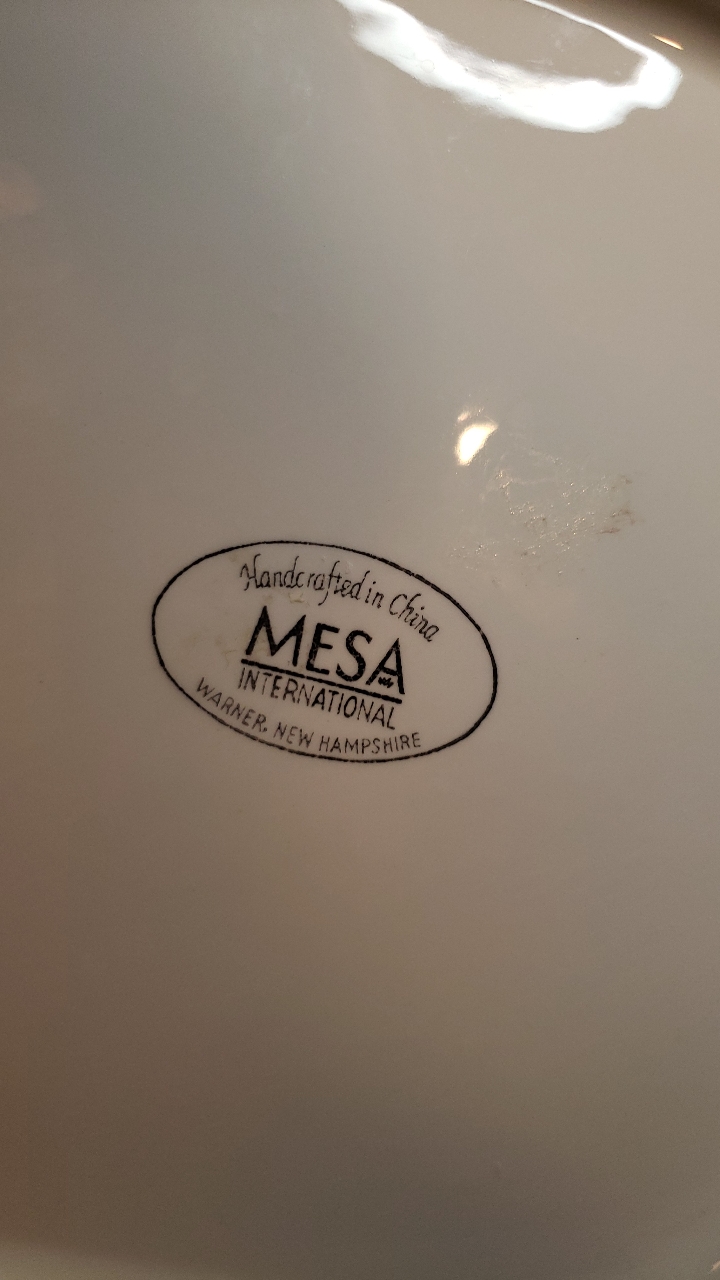 Handcrafted in China
MESA
INTERNATIONAL
WARNER, NEW HAMPSHIRE